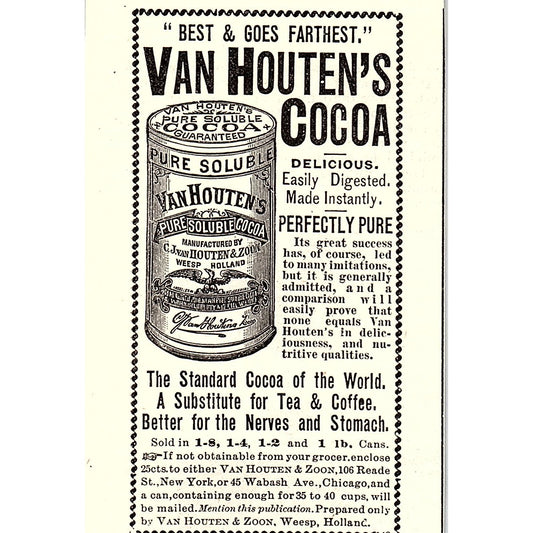 " BEST & GOES FARTHEST."
VAN HOUTEN'S
COCOA
VAN HOUTEN'S
PURE SOLUBLE
COCOA
GUARANTEED
PURE SOLUBLE
VAN HOUTEN'S
PURE SOLUBLE COCOA
MANUFACTURED BY
C.J. VAN HOUTEN & ZOON
WEESP HOLLAND
C J Van Houten & Zoon
DELICIOUS.
Easily Digested.
Made Instantly.
PERFECTLY PURE
Its great success
has, of course, led
to many imitations,
but it is generally
admitted, and a
comparison will
easily prove that
none equals Van
Houten's in delic-
iousness, and nu-
tritive qualities.
The Standard Cocoa of the World.
A Substitute for Tea & Coffee.
Better for the Nerves and Stomach.
Sold in 1-8, 1-4, 1-2 and 1 lb. Cans.
☞If not obtainable from your grocer, enclose
25cts. to either VAN HOUTEN & ZOON, 106 Reade
St., New York, or 45 Wabash Ave., Chicago, and
a can, containing enough for 35 to 40 cups, will
be mailed. Mention this publication. Prepared only
by VAN HOUTEN & ZOON, Weesp, Holland.